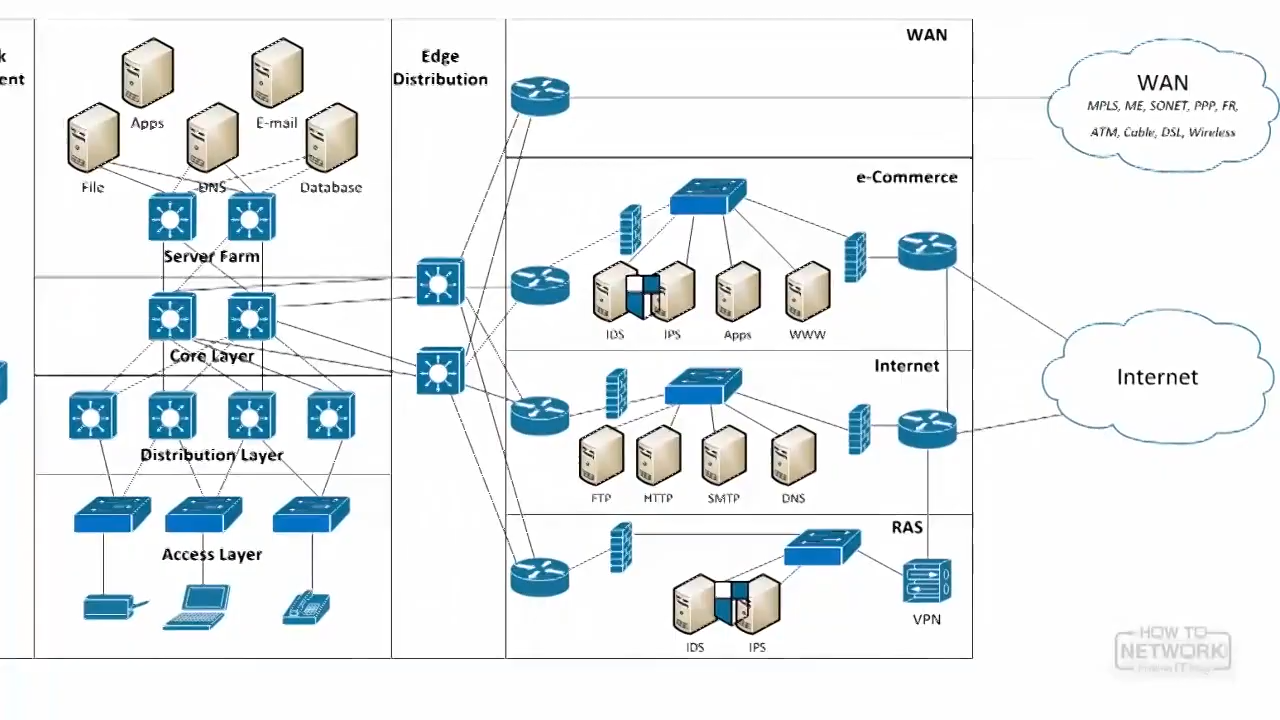 k
ent
Apps
E-mail
File
DNS
Database
Server Farm
Core Layer
Distribution Layer
Access Layer
Edge
Distribution
WAN
e-Commerce
IDS
IPS
Apps
WWW
Internet
FTP
HTTP
SMTP
DNS
RAS
IDS
IPS
VPN
WAN
MPLS, ME, SONET, PPP, FR,
ATM, Cable, DSL, Wireless
Internet
HOW TO
NETWORK